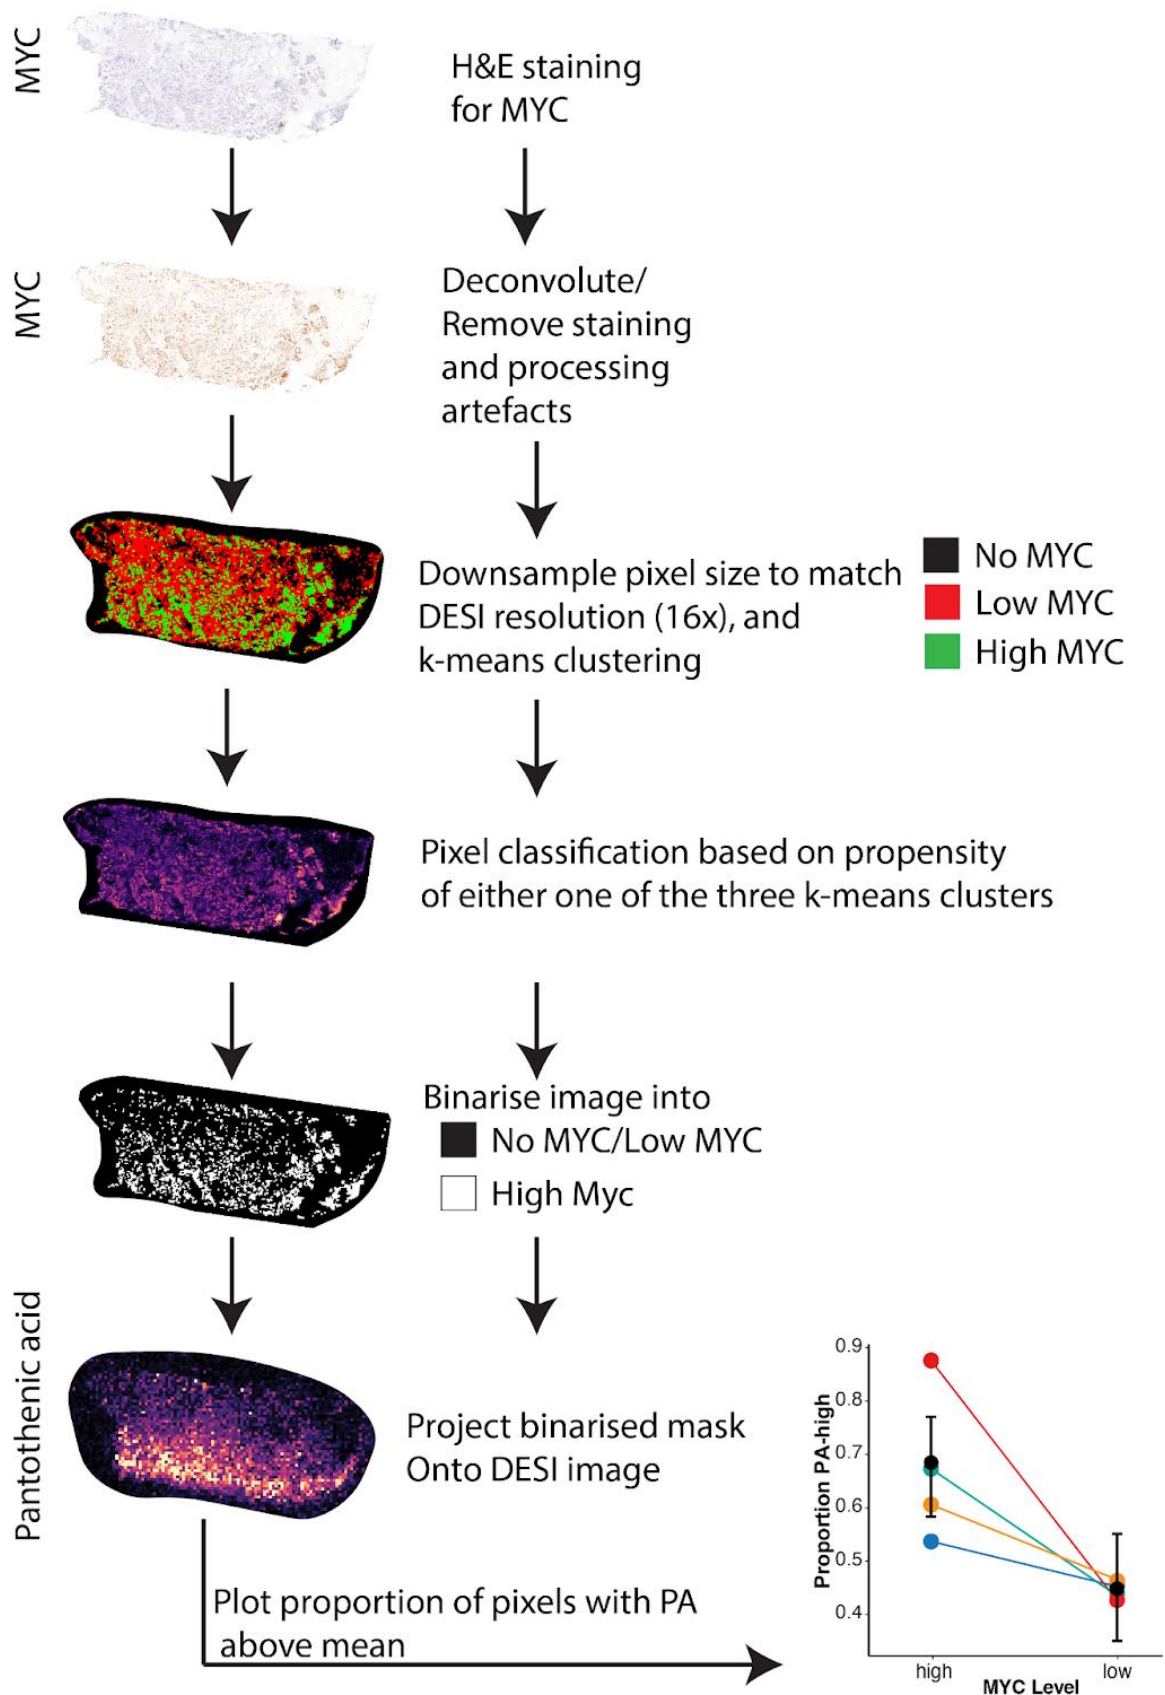 MYC
H&E staining
for MYC
MYC
Deconvolute/
Remove staining
and processing
artefacts
Downsample pixel size to match
DESI resolution (16x), and
k-means clustering
No MYC
Low MYC
High MYC
Pixel classification based on propensity
of either one of the three k-means clusters
Binarise image into
No MYC/Low MYC
High Myc
Pantothenic acid
Project binarised mask
Onto DESI image
Plot proportion of pixels with PA
above mean
Proportion PA-high
0.9
0.8
0.7
0.6
0.5
0.4
high
low
MYC Level